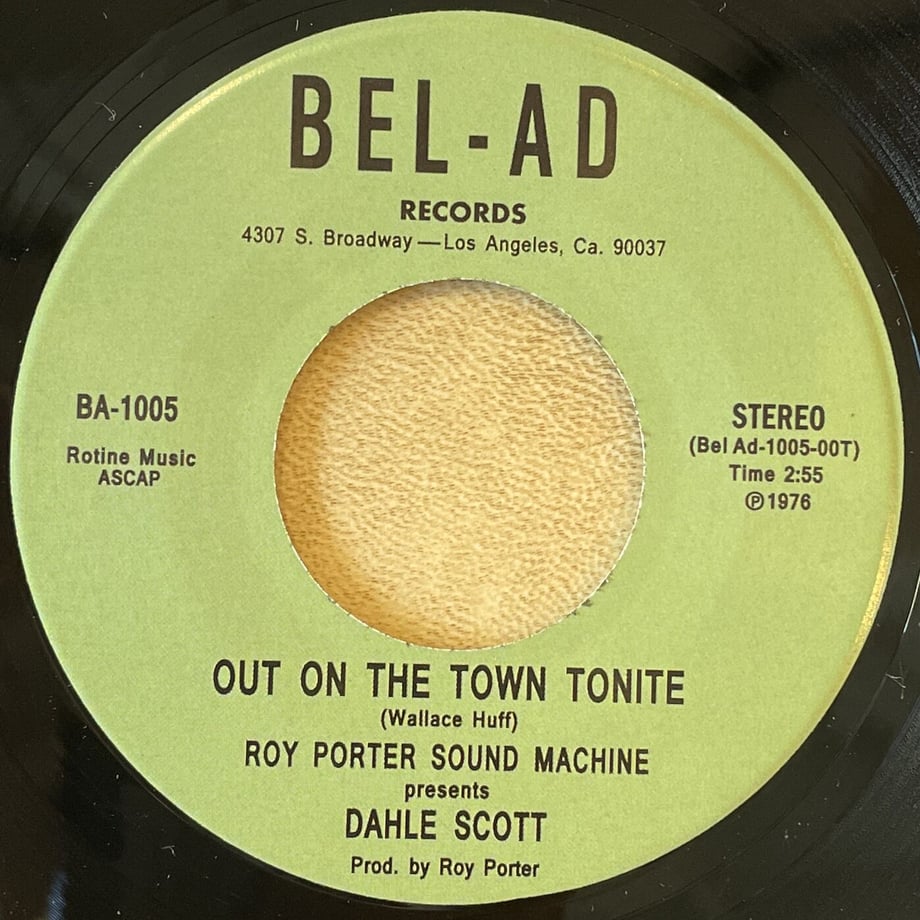 BEL-AD
RECORDS
4307 S. Broadway—Los Angeles, Ca. 90037
BA-1005
Rotine Music
ASCAP
STEREO
(Bel Ad-1005-00T)
Time 2:55
℗1976
OUT ON THE TOWN TONITE
(Wallace Huff)
ROY PORTER SOUND MACHINE
presents
DAHLE SCOTT
Prod. by Roy Porter